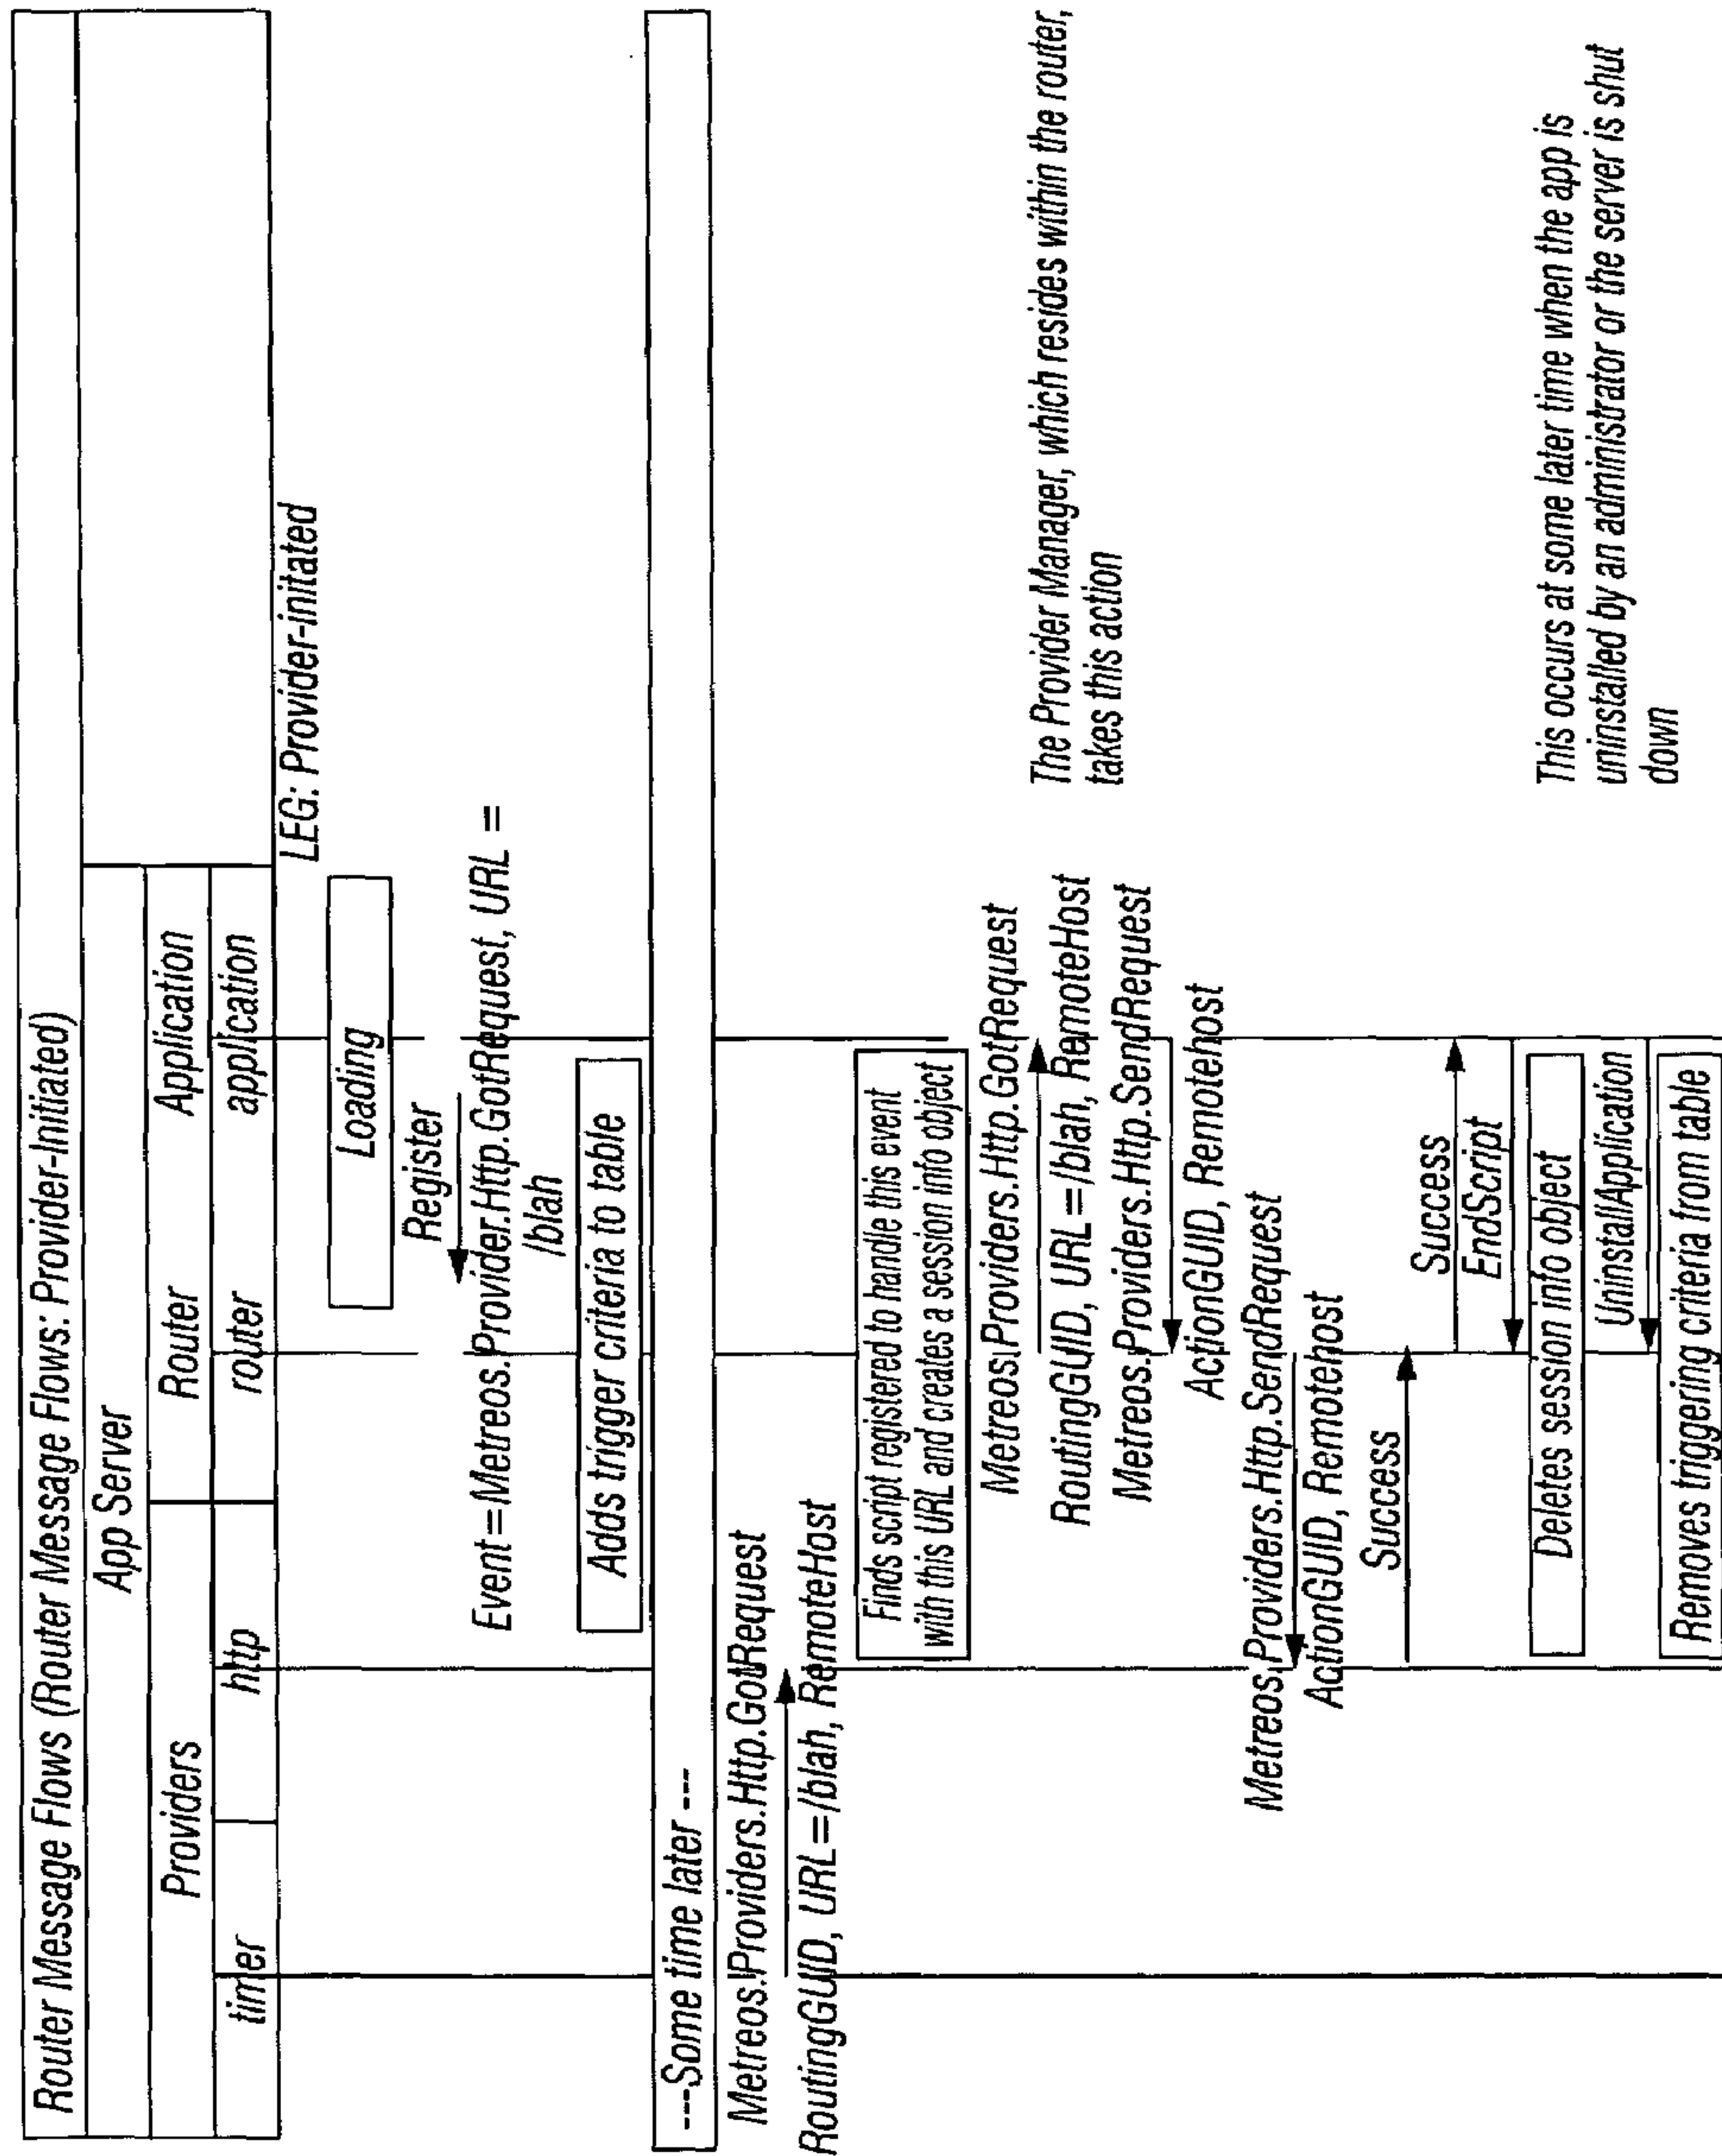 Router Message Flows (Router Message Flows: Provider-Initiated)
App Server
Providers
Router
Application
timer
http
router
application
LEG: Provider-initated
Loading
Register
Event=Metreos.Provider.Http.GotRequest, URL =
/blah
Adds trigger criteria to table
---Some time later ---
Metreos.Providers.Http.GotRequest
RoutingGUID, URL=/blah, RemoteHost
Finds script registered to handle this event
with this URL and creates a session info object
Metreos.Providers.Http.GotRequest
RoutingGUID, URL=/blah, RemoteHost
The Provider Manager, which resides within the router,
takes this action
Metreos.Providers.Http.SendRequest
ActionGUID, Remotehost
Metreos.Providers.Http.SendRequest
ActionGUID, Remotehost
Success
Success
EndScript
Deletes session info object
This occurs at some later time when the app is
uninstalled by an administrator or the server is shut
down
UninstallApplication
Removes triggering criteria from table